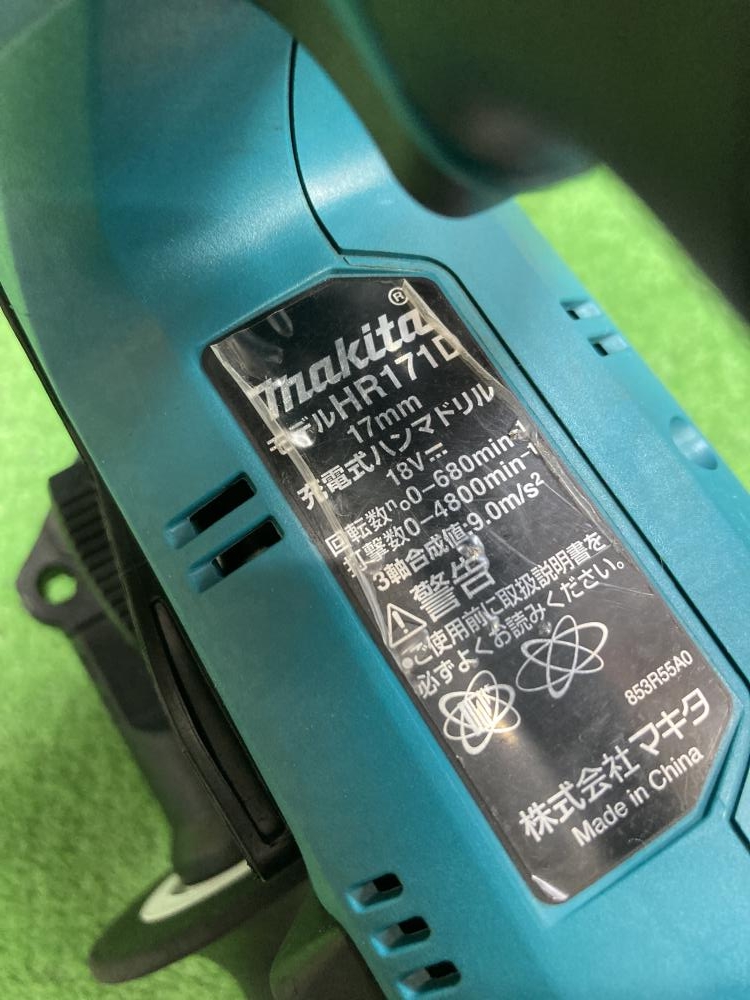 makita®
モデルHR171D
17mm
充電式ハンマドリル
18V⎓
回転数n₀0-680min⁻¹
打撃数0-4800min⁻¹
3軸合成値:9.0m/s²
警告
●ご使用前に取扱説明書を
必ずよくお読みください。
853R55A0
株式会社マキタ
Made in China